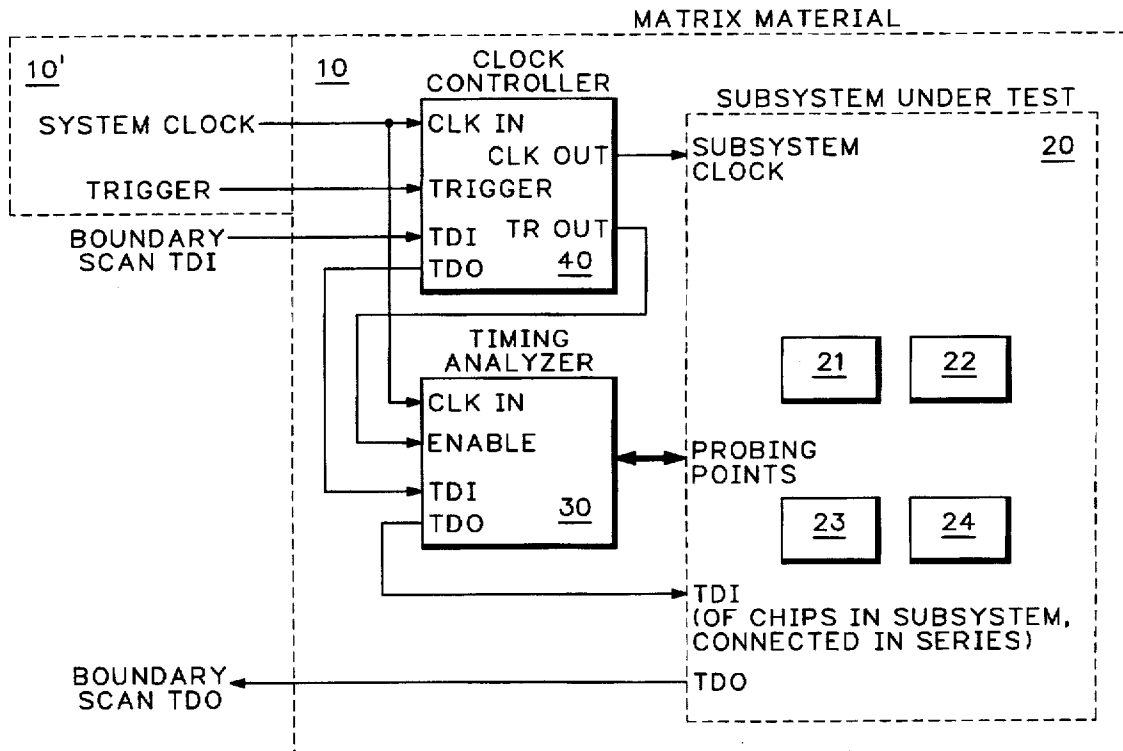 MATRIX MATERIAL
10'
10
CLOCK
CONTROLLER
SYSTEM CLOCK
CLK IN
CLK OUT
TRIGGER
TRIGGER
BOUNDARY
SCAN TDI
TDI
TR OUT
TDO
40
SUBSYSTEM UNDER TEST
SUBSYSTEM
CLOCK
20
TIMING
ANALYZER
CLK IN
ENABLE
TDI
TDO
30
21
22
PROBING
POINTS
23
24
TDI
(OF CHIPS IN SUBSYSTEM,
CONNECTED IN SERIES)
TDO
BOUNDARY
SCAN TDO